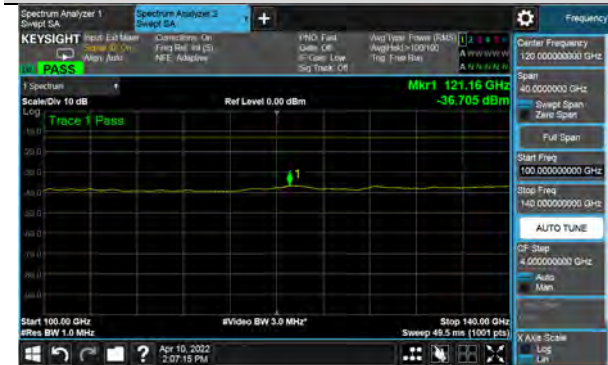 Spectrum Analyzer 1
Swept SA
Spectrum Analyzer 2
Swept SA
+
Frequency
KEYSIGHT
Input: Ext Mixer
Signal ID: On
Align: Auto
Corrections: On
Freq Ref: Int (S)
NFE: Adaptive
PNO: Fast
Gate: Off
IF Gain: Low
Sig Track: Off
Avg Type: Power (RMS)
Avg|Hold:>100/100
Trig: Free Run
PASS
1 Spectrum
Scale/Div 10 dB
Ref Level 0.00 dBm
Mkr1 121.16 GHz
-36.705 dBm
Log
Trace 1 Pass
1
Start 100.00 GHz
#Res BW 1.0 MHz
#Video BW 3.0 MHz*
Stop 140.00 GHz
Sweep 49.5 ms (1001 pts)
?
Apr 10, 2022
2:07:15 PM
Center Frequency
120.000000000 GHz
Span
40.0000000 GHz
Swept Span
Zero Span
Full Span
Start Freq
100.000000000 GHz
Stop Freq
140.000000000 GHz
AUTO TUNE
CF Step
4.000000000 GHz
Auto
Man
X Axis Scale
Log
Lin